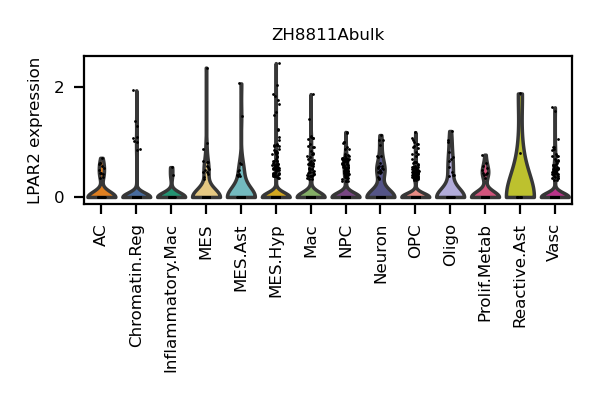 ZH8811Abulk
LPAR2 expression
2
0
AC
Chromatin.Reg
Inflammatory.Mac
MES
MES.Ast
MES.Hyp
Mac
NPC
Neuron
OPC
Oligo
Prolif.Metab
Reactive.Ast
Vasc